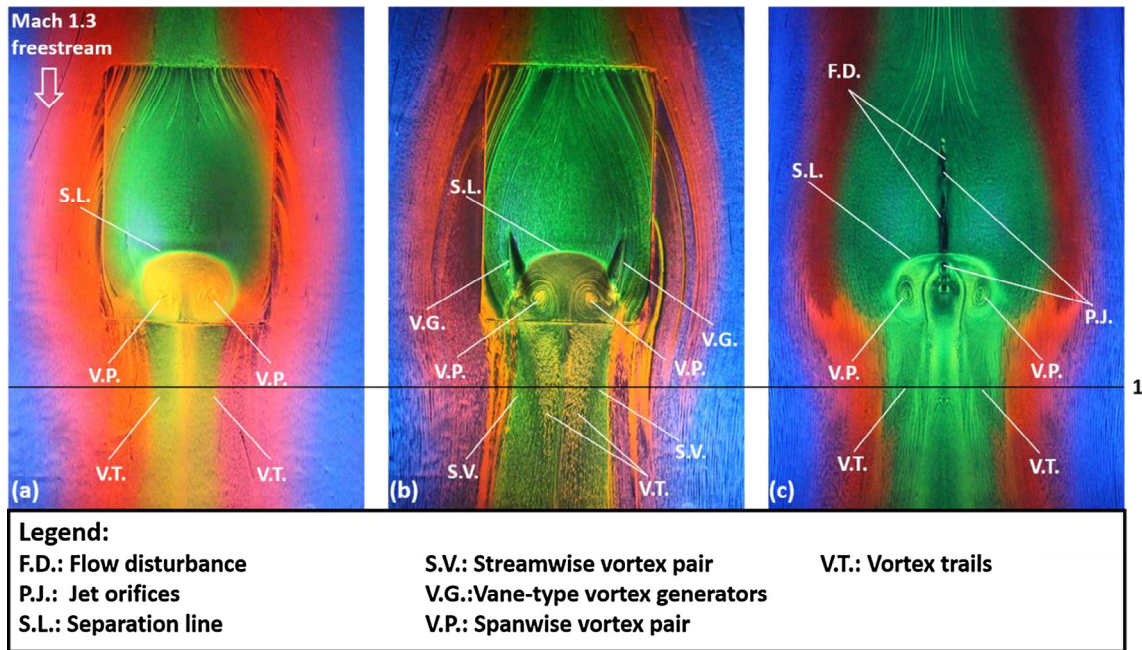 Mach 1.3
freestream
S.L.
V.P.
V.P.
V.T.
V.T.
(a)
S.L.
V.G.
V.G.
V.P.
V.P.
S.V.
S.V.
V.T.
(b)
F.D.
S.L.
P.J.
V.P.
V.P.
V.T.
V.T.
(c)
1
Legend:
F.D.: Flow disturbance
P.J.: Jet orifices
S.L.: Separation line
S.V.: Streamwise vortex pair
V.G.:Vane-type vortex generators
V.P.: Spanwise vortex pair
V.T.: Vortex trails